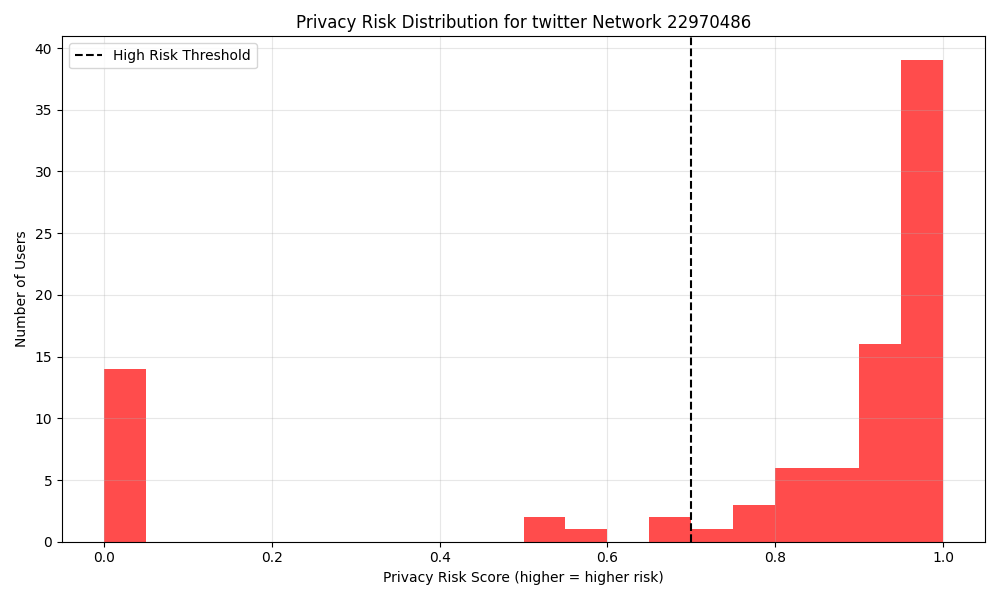 Privacy Risk Distribution for twitter Network 22970486
High Risk Threshold
Number of Users
40
35
30
25
20
15
10
5
0
0.0 0.2 0.4 0.6 0.8 1.0
Privacy Risk Score (higher = higher risk)